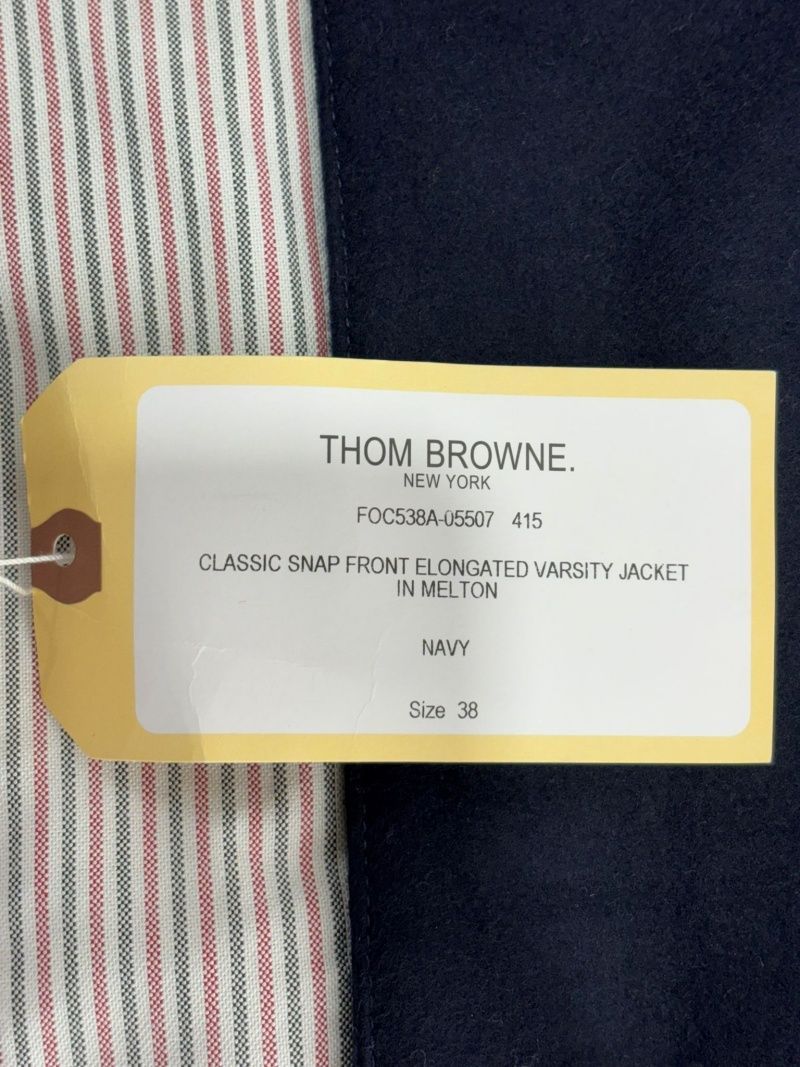 THOM BROWNE.
NEW YORK
FOC538A-05507 415
CLASSIC SNAP FRONT ELONGATED VARSITY JACKET
IN MELTON
NAVY
Size 38